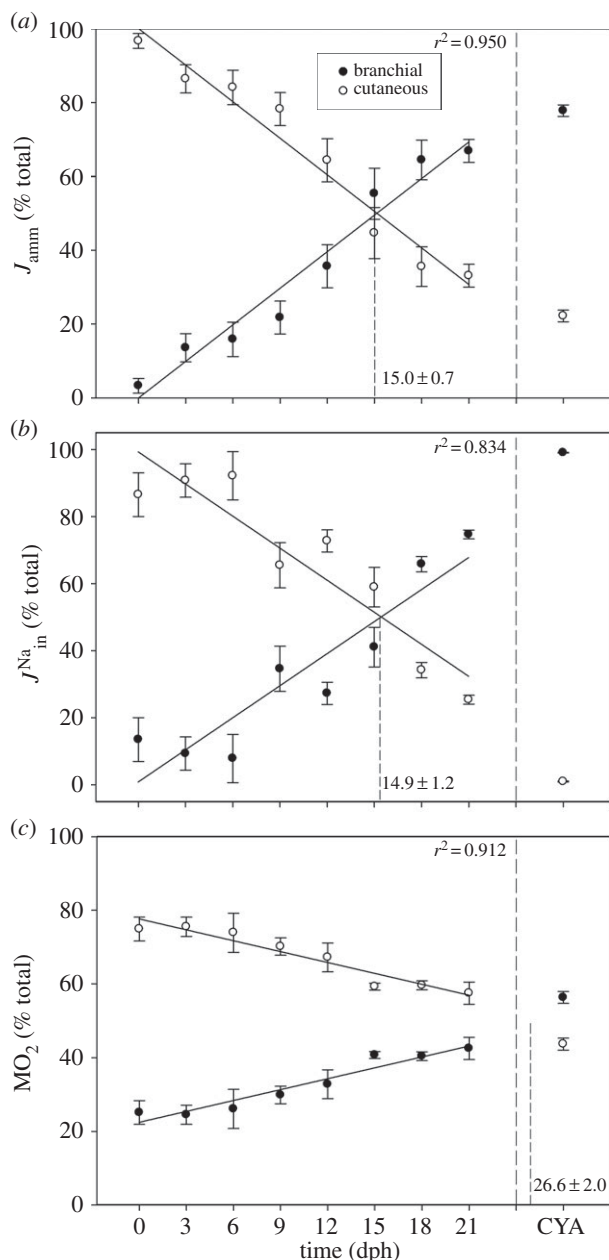 (a)
100
80
60
40
20
0
J_amm (% total)
r² = 0.950
branchial
cutaneous
15.0 ± 0.7
(b)
100
80
60
40
20
0
J^Na_in (% total)
r² = 0.834
14.9 ± 1.2
(c)
100
80
60
40
20
0
MO₂ (% total)
r² = 0.912
26.6 ± 2.0
0 3 6 9 12 15 18 21 CYA
time (dph)